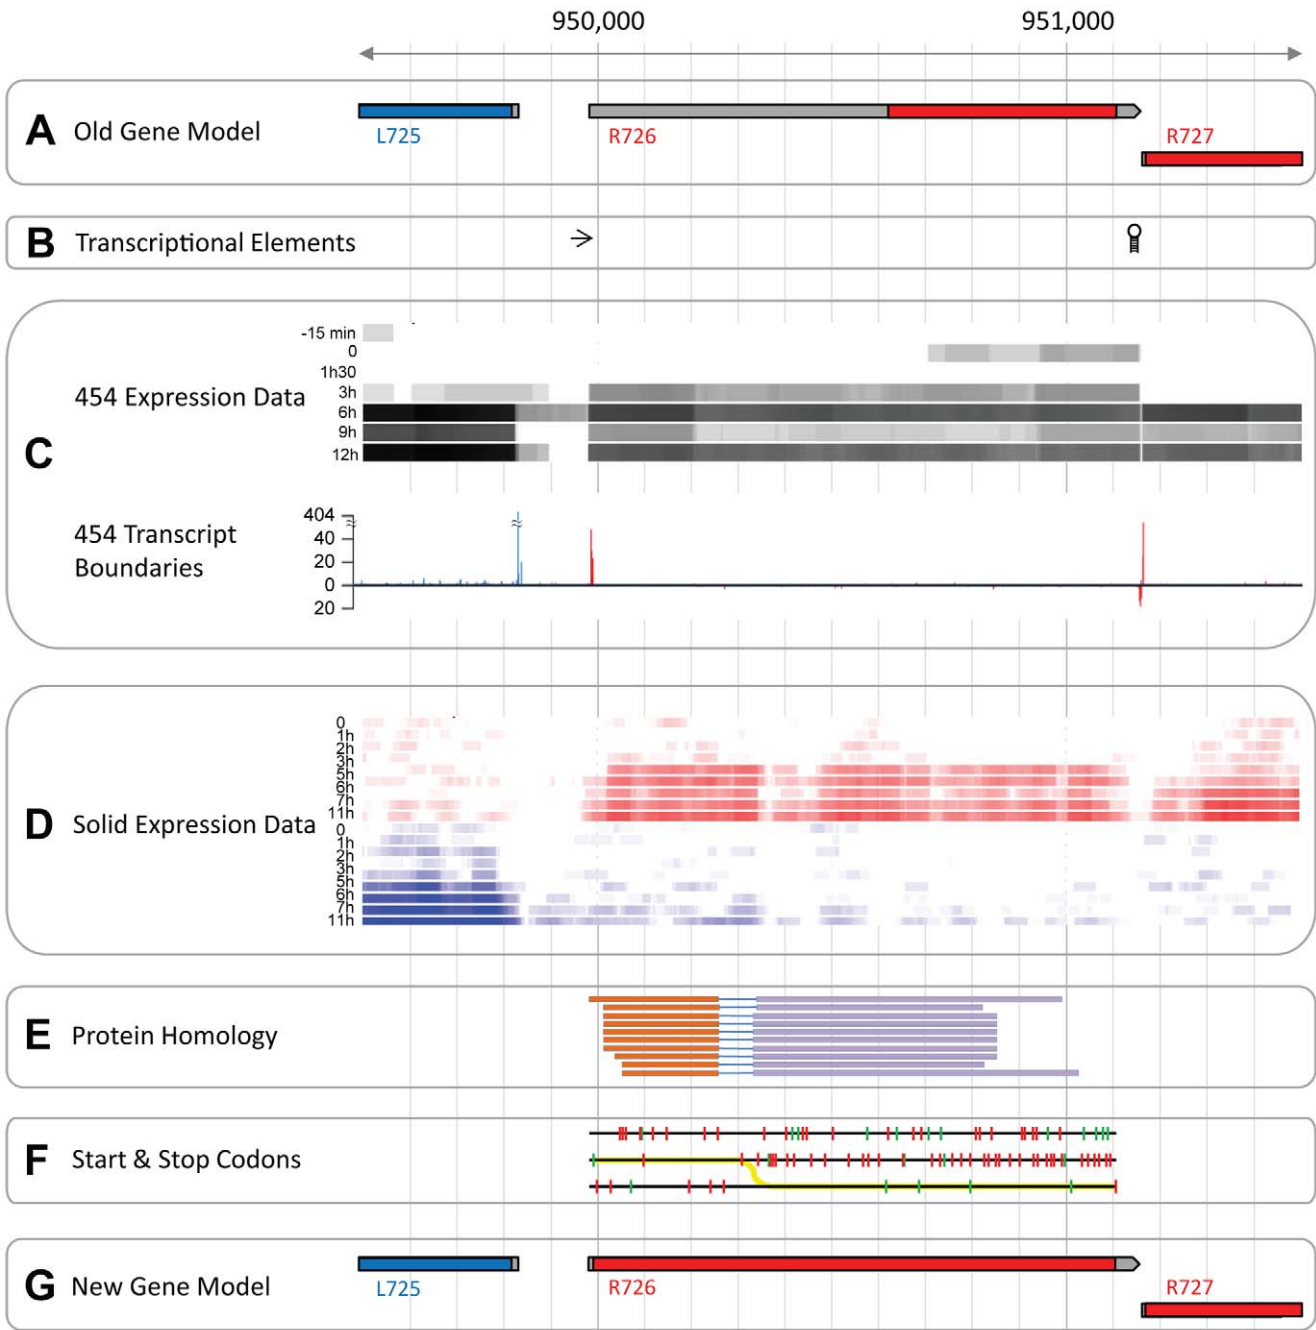 950,000 951,000
A Old Gene Model
L725 R726 R727
B Transcriptional Elements
C
454 Expression Data
-15 min
0
1h30
3h
6h
9h
12h
454 Transcript
Boundaries
404
40
20
0
20
D Solid Expression Data
0
1h
2h
3h
5h
6h
7h
11h
0
1h
2h
3h
5h
6h
7h
11h
E Protein Homology
F Start & Stop Codons
G New Gene Model
L725 R726 R727